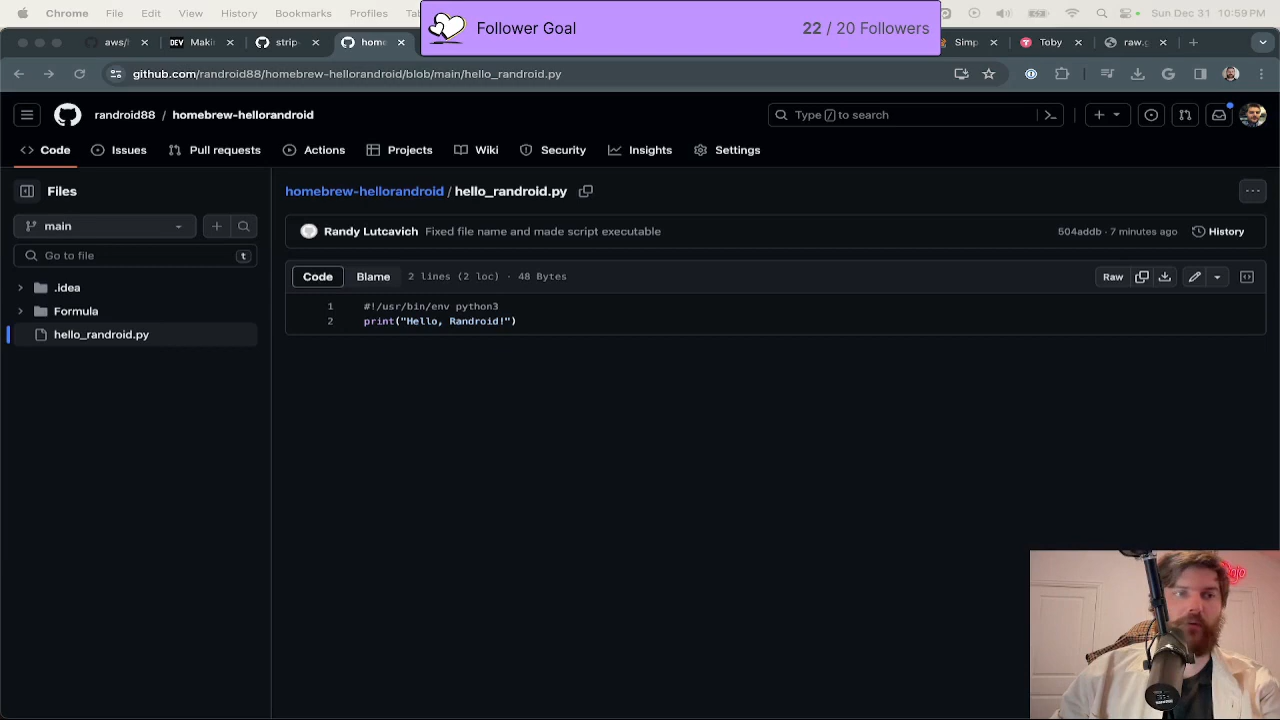 Chrome File Edit View History Bookmarks Profiles Sun Dec 31 10:59 PM
Follower Goal 22 / 20 Followers
aws/ DEV Maki strip home Simp Toby raw.g
github.com/randroid88/homebrew-hellorandroid/blob/main/hello_randroid.py
randroid88 / homebrew-hellorandroid Type / to search
Code Issues Pull requests Actions Projects Wiki Security Insights Settings
Files
homebrew-hellorandroid / hello_randroid.py
main
Randy Lutcavich Fixed file name and made script executable 504addb · 7 minutes ago History
Go to file t
Code Blame 2 lines (2 loc) · 48 Bytes Raw
.idea
Formula
hello_randroid.py
1 #!/usr/bin/env python3
2 print("Hello, Randroid!")